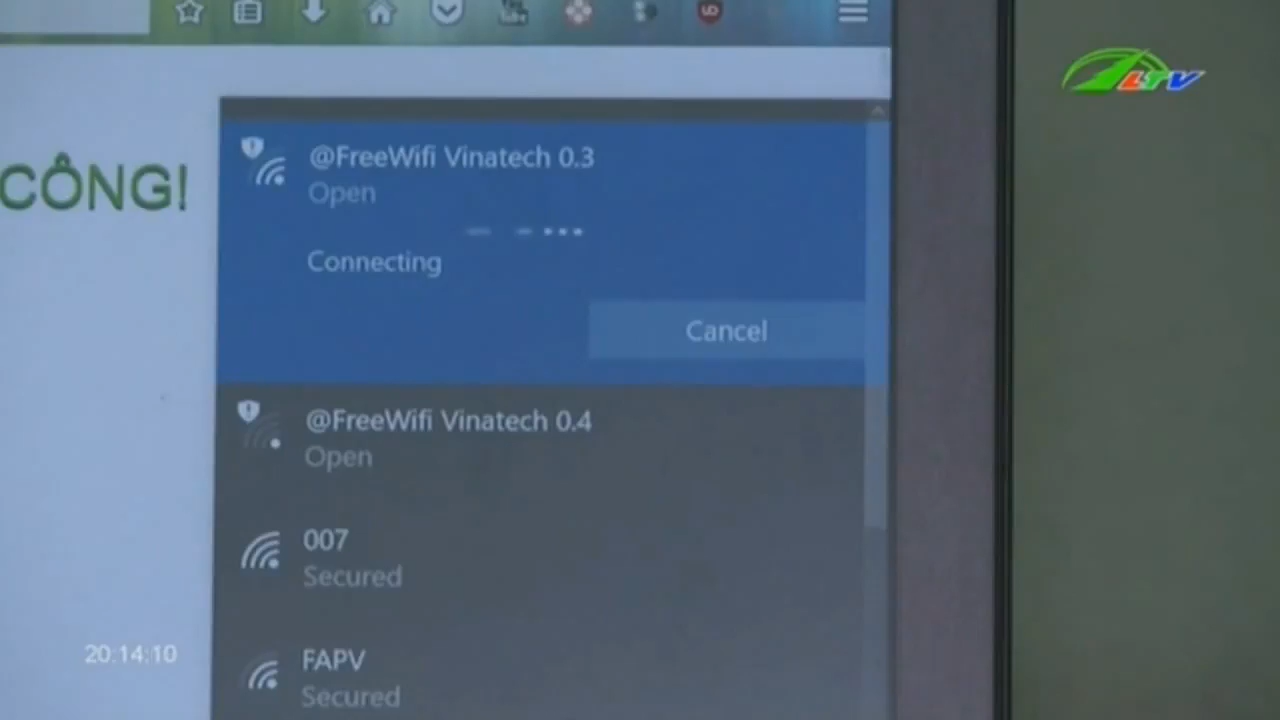 LTV
CÔNG!
@FreeWifi Vinatech 0.3
Open
Connecting
Cancel
@FreeWifi Vinatech 0.4
Open
007
Secured
FAPV
Secured
20:14:10